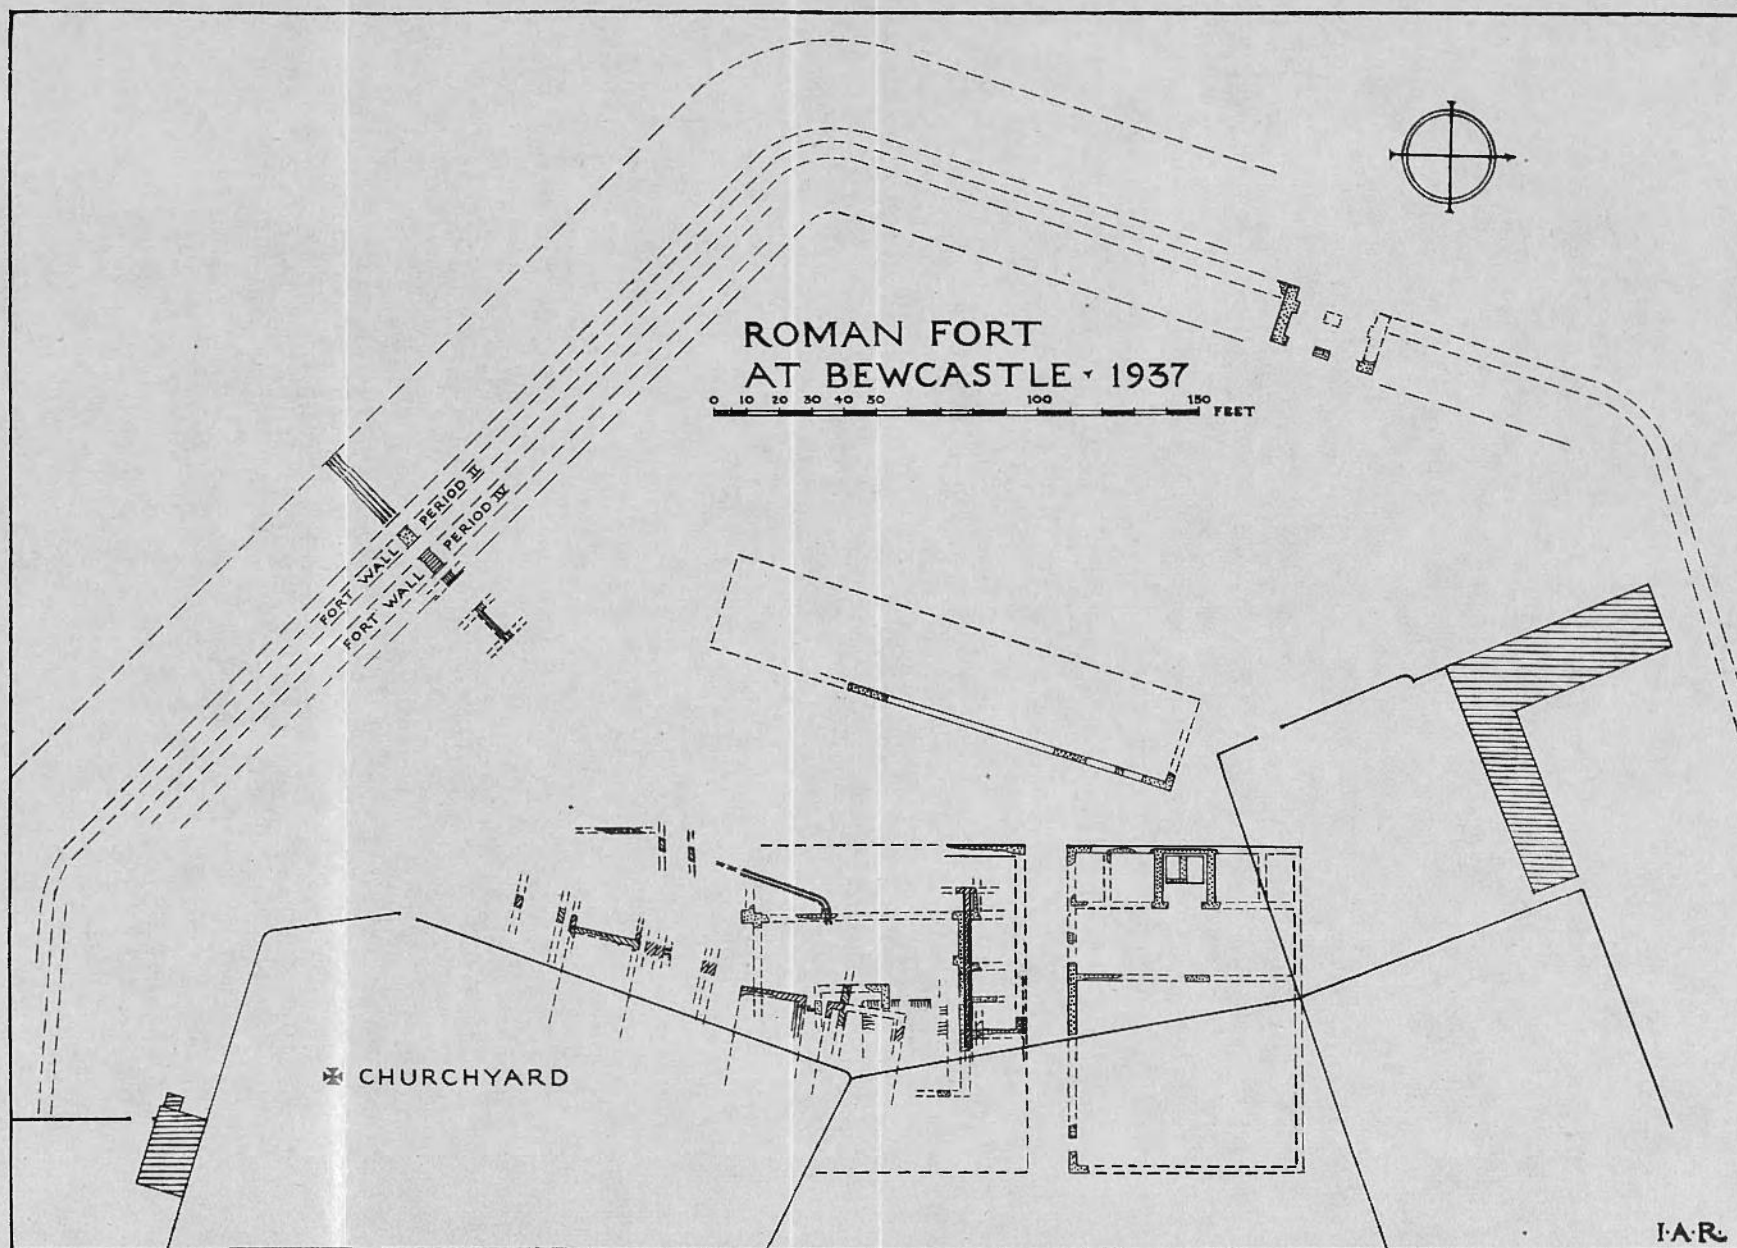 ROMAN FORT
AT BEWCASTLE · 1937
0 10 20 30 40 50 100 150 FEET
FORT WALL PERIOD II
FORT WALL PERIOD IV
CHURCHYARD
I·A·R·